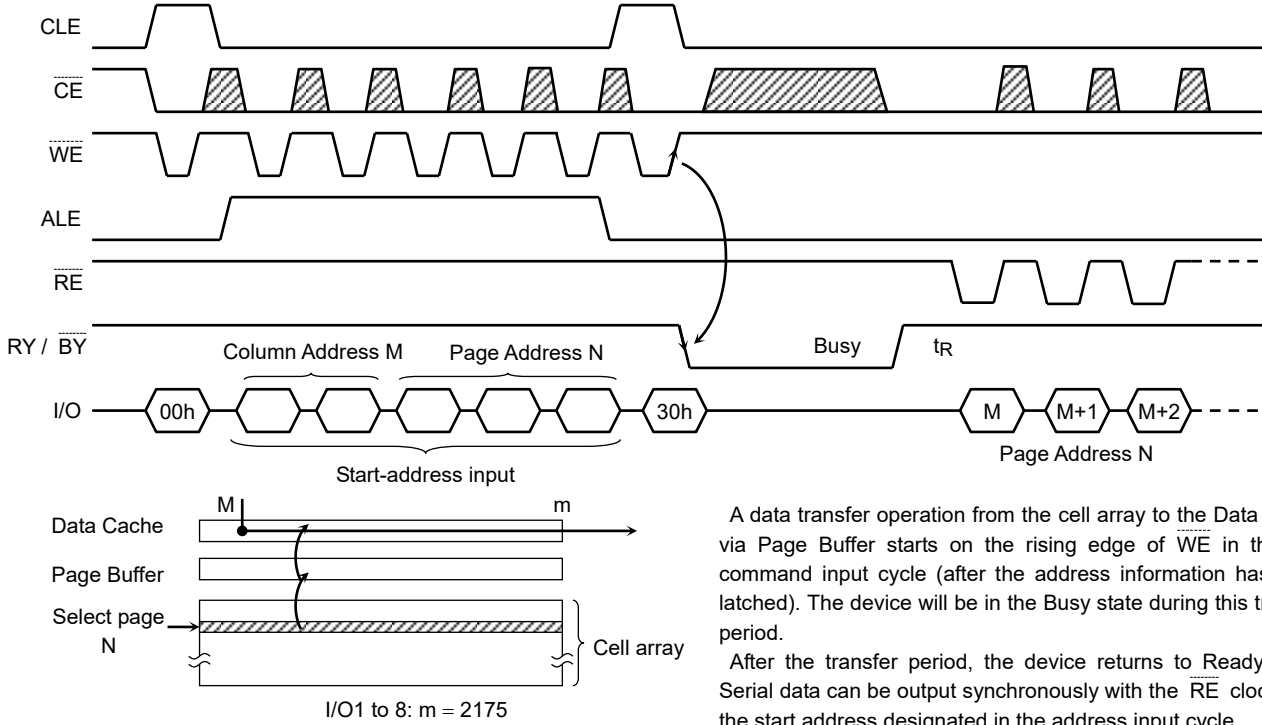 CLE
CE
WE
ALE
RE
RY / BY
Column Address M
Page Address N
Busy
tR
I/O
00h
30h
M
M+1
M+2
Page Address N
Start-address input
M
m
Data Cache
Page Buffer
Select page
N
Cell array
I/O1 to 8: m = 2175
A data transfer operation from the cell array to the Data
via Page Buffer starts on the rising edge of WE in
command input cycle (after the address information has
latched). The device will be in the Busy state during this
period.
After the transfer period, the device returns to Ready
Serial data can be output synchronously with the RE
the start address designated in the address input cycle